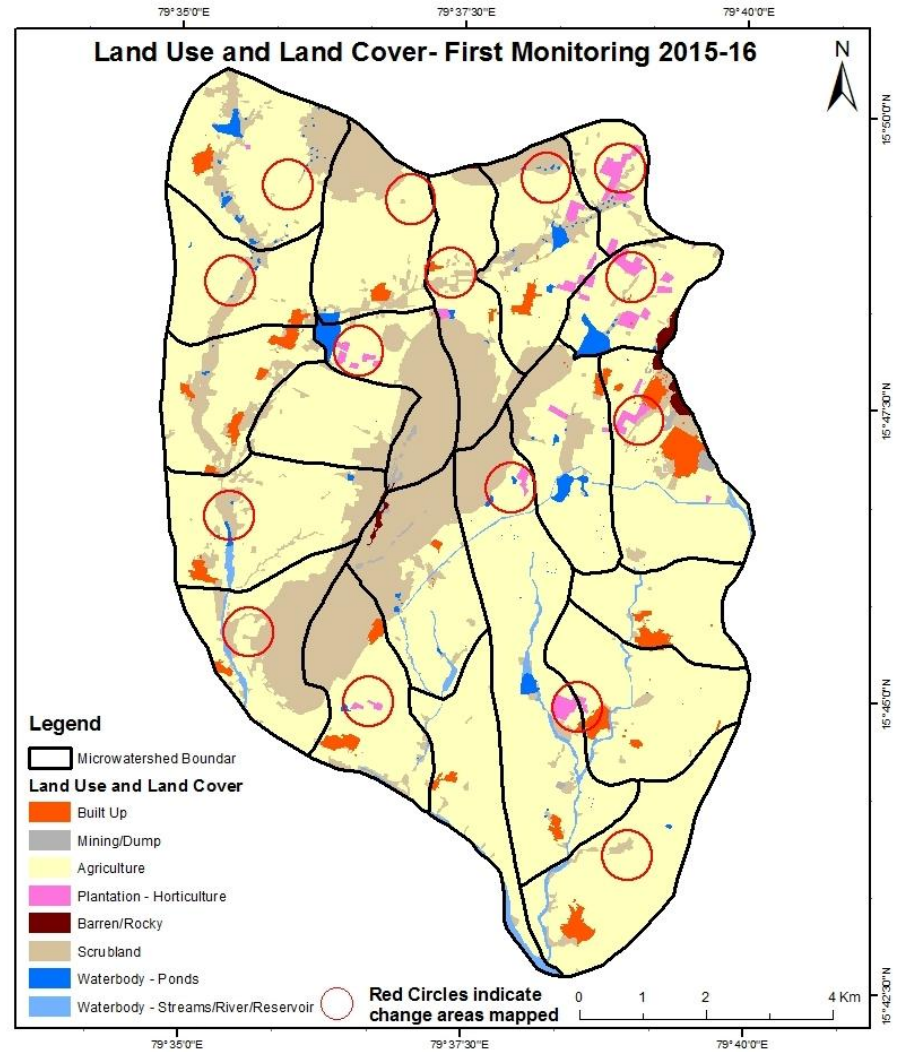 79°35'0"E 79°37'30"E 79°40'0"E
Land Use and Land Cover- First Monitoring 2015-16
N
15°50'0"N
15°47'30"N
15°45'0"N
15°42'30"N
Legend
Microwatershed Boundar
Land Use and Land Cover
Built Up
Mining/Dump
Agriculture
Plantation - Horticulture
Barren/Rocky
Scrubland
Waterbody - Ponds
Waterbody - Streams/River/Reservoir
Red Circles indicate
change areas mapped
0 1 2 4 Km
79°35'0"E 79°37'30"E 79°40'0"E